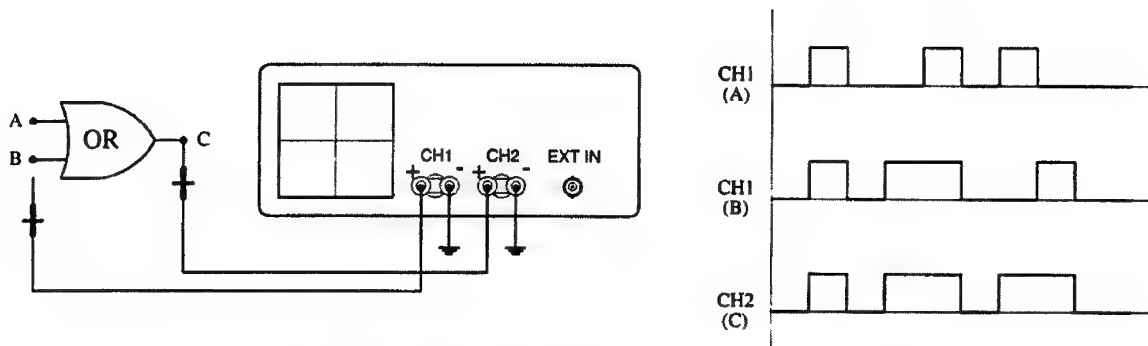 A
B
OR
C
CH1
CH2
EXT IN
+
-
+
-
CH1
(A)
CH1
(B)
CH2
(C)